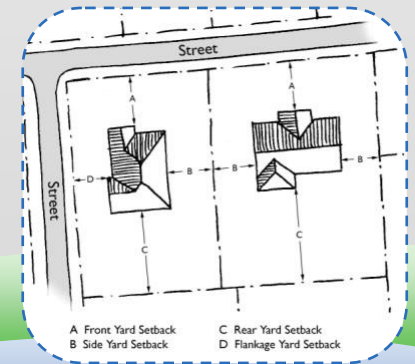 Street
A
A
Street
D
B
B
B
C
C
A Front Yard Setback
B Side Yard Setback
C Rear Yard Setback
D Flankage Yard Setback